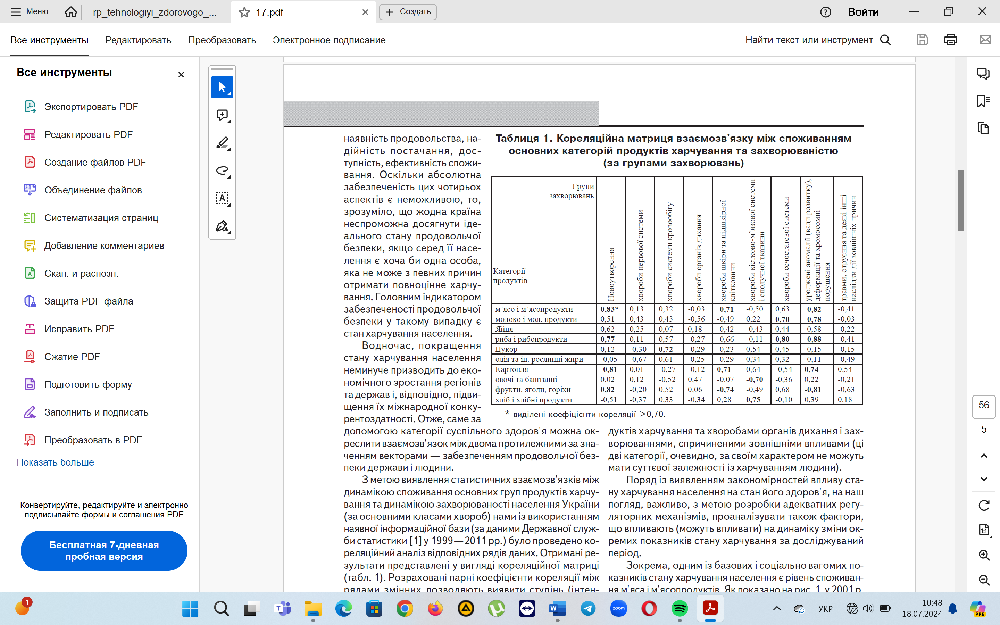 Меню
rp_tehnologiyi_zdorovogo_...
17.pdf
Создать
Войти
Все инструменты
Редактировать
Преобразовать
Электронное подписание
Найти текст или инструмент
Все инструменты
Экспортировать PDF
Редактировать PDF
Создание файлов PDF
Объединение файлов
Систематизация страниц
Добавление комментариев
Скан. и распозн.
Защита PDF-файла
Исправить PDF
Сжатие PDF
Подготовить форму
Заполнить и подписать
Преобразовать в PDF
Показать больше
Конвертируйте, редактируйте и электронно
подписывайте формы и соглашения PDF
Бесплатная 7-дневная
пробная версия
наявність продовольства, на-
дійність постачання, дос-
тупність, ефективність спожи-
вання. Оскільки абсолютна
забезпеченість цих чотирьох
аспектів є неможливою, то,
зрозуміло, що жодна країна
неспроможна досягнути іде-
ального стану продовольчої
безпеки, якщо серед її насе-
лення є хоча би одна особа,
яка не може з певних причин
отримати повноцінне харчу-
вання. Головним індикатором
забезпеченості продовольчої
безпеки у такому випадку є
стан харчування населення.
Водночас, покращення
стану харчування населення
неминуче призводить до еко-
номічного зростання регіонів
та держав і, відповідно, підви-
щення їх міжнародної конку-
рентоздатності. Отже, саме за
допомогою категорії суспільного здоров'я можна ок-
реслити взаємозв'язок між двома протилежними за зна-
ченням векторами — забезпеченням продовольчої без-
пеки держави і людини.
З метою виявлення статистичних взаємозв'язків між
динамікою споживання основних груп продуктів харчу-
вання та динамікою захворюваності населення України
(за основними класами хвороб) нами із використанням
наявної інформаційної бази (за даними Державної служ-
би статистики [1] у 1999—2011 рр.) було проведено ко-
реляційний аналіз відповідних рядів даних. Отримані ре-
зультати представлені у вигляді кореляційної матриці
(табл. 1). Розраховані парні коефіцієнти кореляції між
рядами змінних дозволяють виявити ступінь (інтен-
Таблиця 1. Кореляційна матриця взаємозв'язку між споживанням
основних категорій продуктів харчування та захворюваністю
(за групами захворювань)
Групи
захворювань
Категорії
продуктів
Новоутворення
хвороби нервової системи
хвороби системи кровообігу
хвороби органів дихання
хвороби шкіри та підшкірної
клітковини
хвороби кістково-м’язової системи
і сполучної тканини
хвороби сечостатевої системи
уроджені аномалії (вади розвитку),
деформації та хромосомні
порушення
травми, отруєння та деякі інші
наслідки дії зовнішніх причин
м’ясо і м’ясопродукти 0,83* 0,13 0,32 -0,03 -0,71 -0,50 0,63 -0,82 -0,41
молоко і мол. продукти 0,51 0,43 0,43 -0,56 -0,49 0,22 0,70 -0,78 -0,03
Яйця 0,62 0,25 0,07 0,18 -0,42 -0,43 0,44 -0,58 -0,22
риба і рибопродукти 0,77 0,11 0,57 -0,27 -0,66 -0,11 0,80 -0,88 -0,41
Цукор 0,12 -0,30 0,72 -0,29 -0,23 0,54 0,45 -0,15 -0,15
олія та ін. рослинні жири -0,05 -0,67 0,61 -0,25 -0,29 0,34 0,32 -0,11 -0,49
Картопля -0,81 0,01 -0,27 -0,12 0,71 0,64 -0,54 0,74 0,54
овочі та баштанні 0,02 0,12 -0,52 0,47 -0,07 -0,70 -0,36 0,22 -0,21
фрукти, ягоди, горіхи 0,82 -0,20 0,52 0,06 -0,74 -0,49 0,68 -0,81 -0,63
хліб і хлібні продукти -0,51 -0,37 0,33 -0,34 0,28 0,75 -0,10 0,39 0,18
* виділені коефіцієнти кореляції >0,70.
дуктів харчування та хворобами органів дихання і зах-
ворюваннями, спричиненими зовнішніми впливами (ці
дві категорії, очевидно, за своїм характером не можуть
мати суттєвої залежності із харчуванням людини).
Поряд із виявленням закономірностей впливу ста-
ну харчування населення на стан його здоров'я, на наш
погляд, важливо, з метою розробки адекватних регу-
ляторних механізмів, проаналізувати також фактори,
що впливають (можуть впливати) на динаміку зміни ок-
ремих показників стану харчування за досліджуваний
період.
Зокрема, одним із базових і соціально вагомих по-
казників стану харчування населення є рівень споживан-
ня м'яса і м'ясопродуктів. Як показано на рис. 1, у 2001 р.
56
5
1:1
1
T
W
zoom
УКР
10:48
18.07.2024
PRE